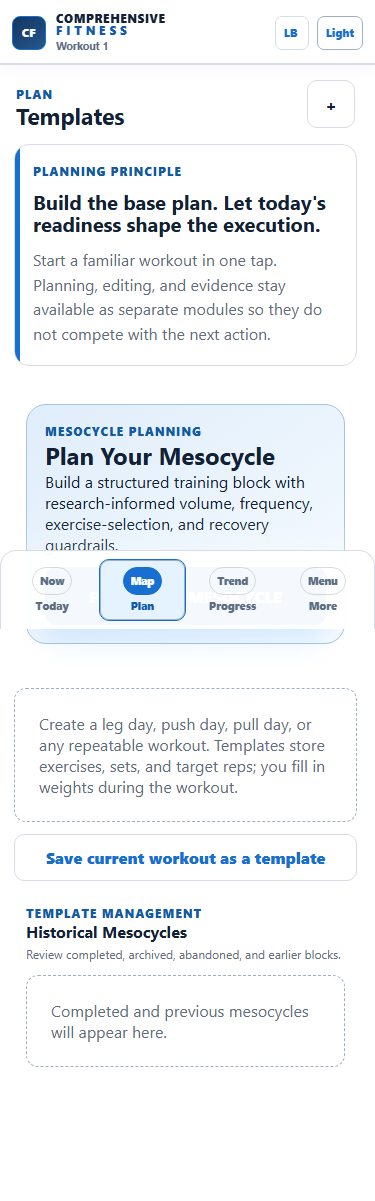 CF
COMPREHENSIVE
FITNESS
Workout 1
LB
Light
PLAN
Templates
+
PLANNING PRINCIPLE
Build the base plan. Let today's
readiness shape the execution.
Start a familiar workout in one tap.
Planning, editing, and evidence stay
available as separate modules so they do
not compete with the next action.
MESOCYCLE PLANNING
Plan Your Mesocycle
Build a structured training block with
research-informed volume, frequency,
exercise-selection, and recovery
guardrails.
Now
Map
Trend
Menu
Today
Plan
Progress
More
Create a leg day, push day, pull day, or
any repeatable workout. Templates store
exercises, sets, and target reps; you fill in
weights during the workout.
Save current workout as a template
TEMPLATE MANAGEMENT
Historical Mesocycles
Review completed, archived, abandoned, and earlier blocks.
Completed and previous mesocycles
will appear here.